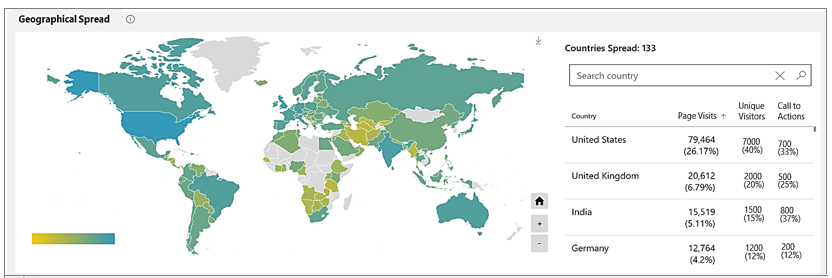 Geographical Spread
Countries Spread: 133
Search country
Country Page Visits ↑ Unique Visitors Call to Actions
United States 79,464 7000 700
(26.17%) (40%) (33%)
United Kingdom 20,612 2000 500
(6.79%) (20%) (25%)
India 15,519 1500 800
(5.11%) (15%) (37%)
Germany 12,764 1200 200
(4.2%) (12%) (12%)
+
-